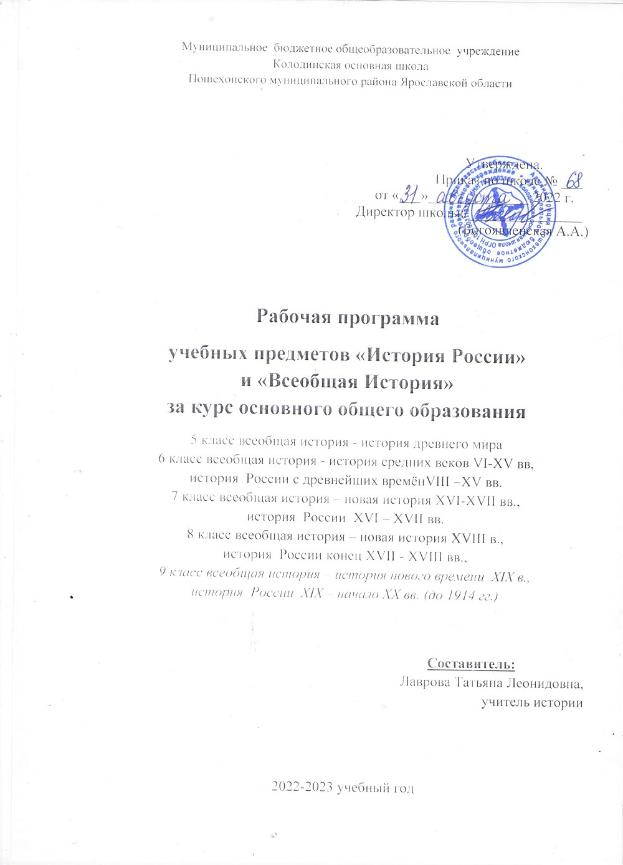 Муниципальное бюджетное общеобразовательное учреждение
Колодинская основная школа
Пошехонского муниципального района Ярославской области
Утверждена.
Приказ по школе № 68
от « 31 » августа 2022 г.
Директор школы:
(Богоявленская А.А.)
Рабочая программа
учебных предметов «История России»
и «Всеобщая История»
за курс основного общего образования
5 класс всеобщая история - история древнего мира
6 класс всеобщая история - история средних веков VI-XV вв,
история России с древнейших времёнVIII –XV вв.
7 класс всеобщая история – новая история XVI-XVII вв.,
история России XVI – XVII вв.
8 класс всеобщая история – новая история XVIII в.,
история России конец XVII - XVIII вв.,
9 класс всеобщая история – история нового времени XIX в.,
история России XIX – начало XX вв. (до 1914 гг.)
Составитель:
Лаврова Татьяна Леонидовна,
учитель истории
2022-2023 учебный год